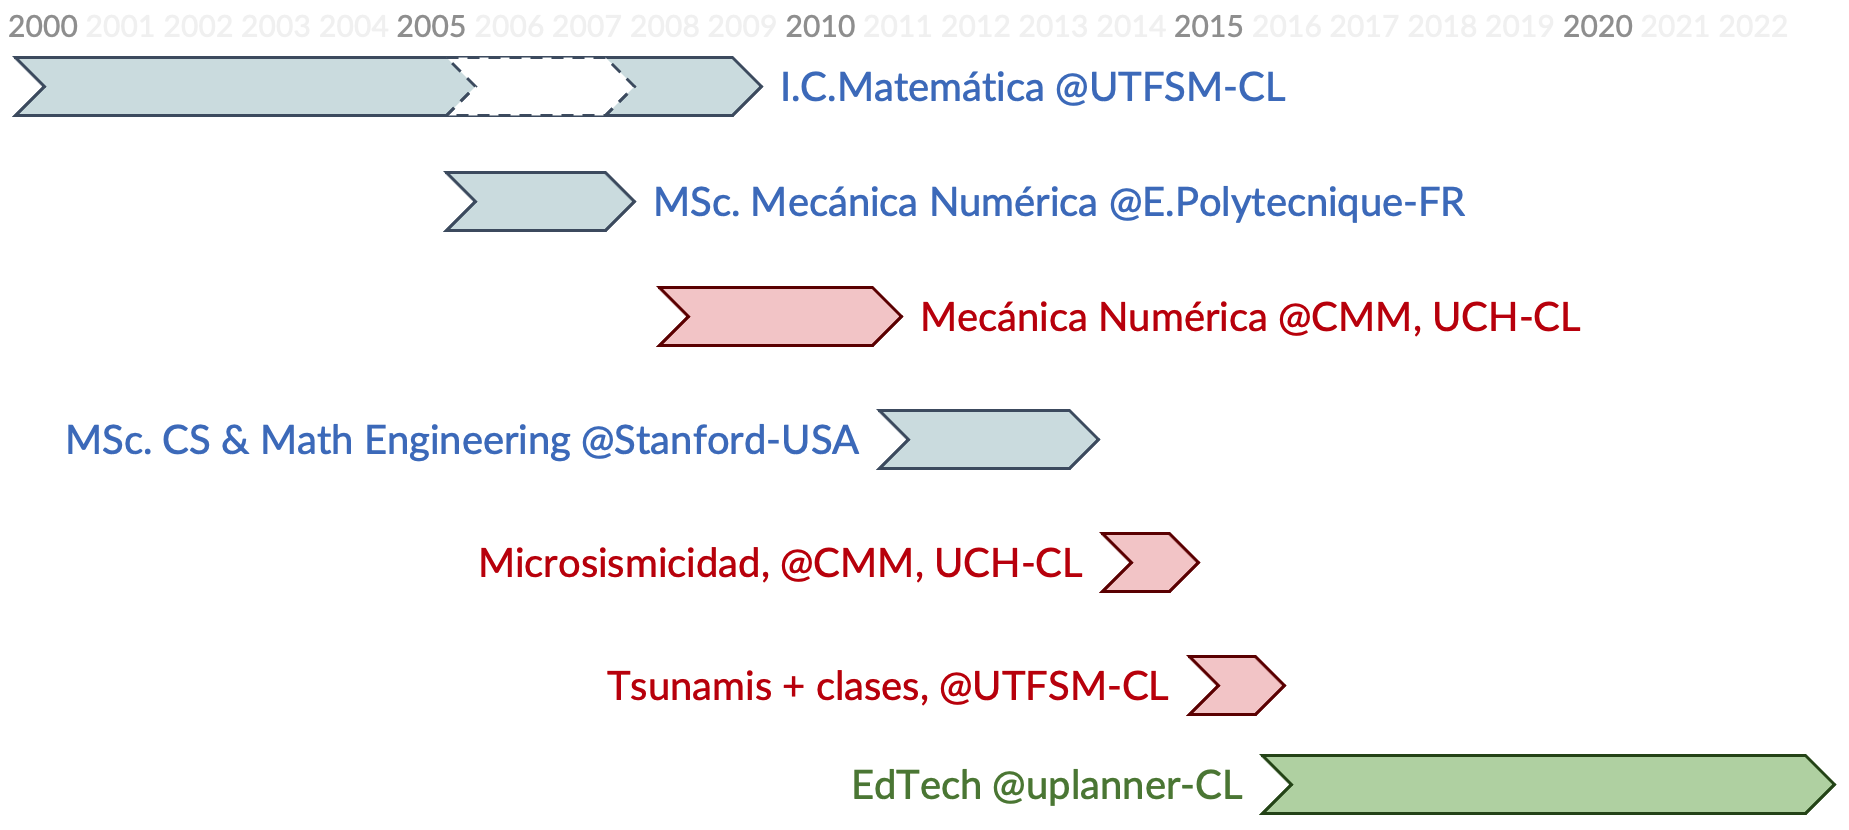 2000 2001 2002 2003 2004 2005 2006 2007 2008 2009 2010 2011 2012 2013 2014 2015 2016 2017 2018 2019 2020 2021 2022
I.C.Matemática @UTFSM-CL
MSc. Mecánica Numérica @E.Polytecnique-FR
Mecánica Numérica @CMM, UCH-CL
MSc. CS & Math Engineering @Stanford-USA
Microsismicidad, @CMM, UCH-CL
Tsunamis + clases, @UTFSM-CL
EdTech @uplanner-CL